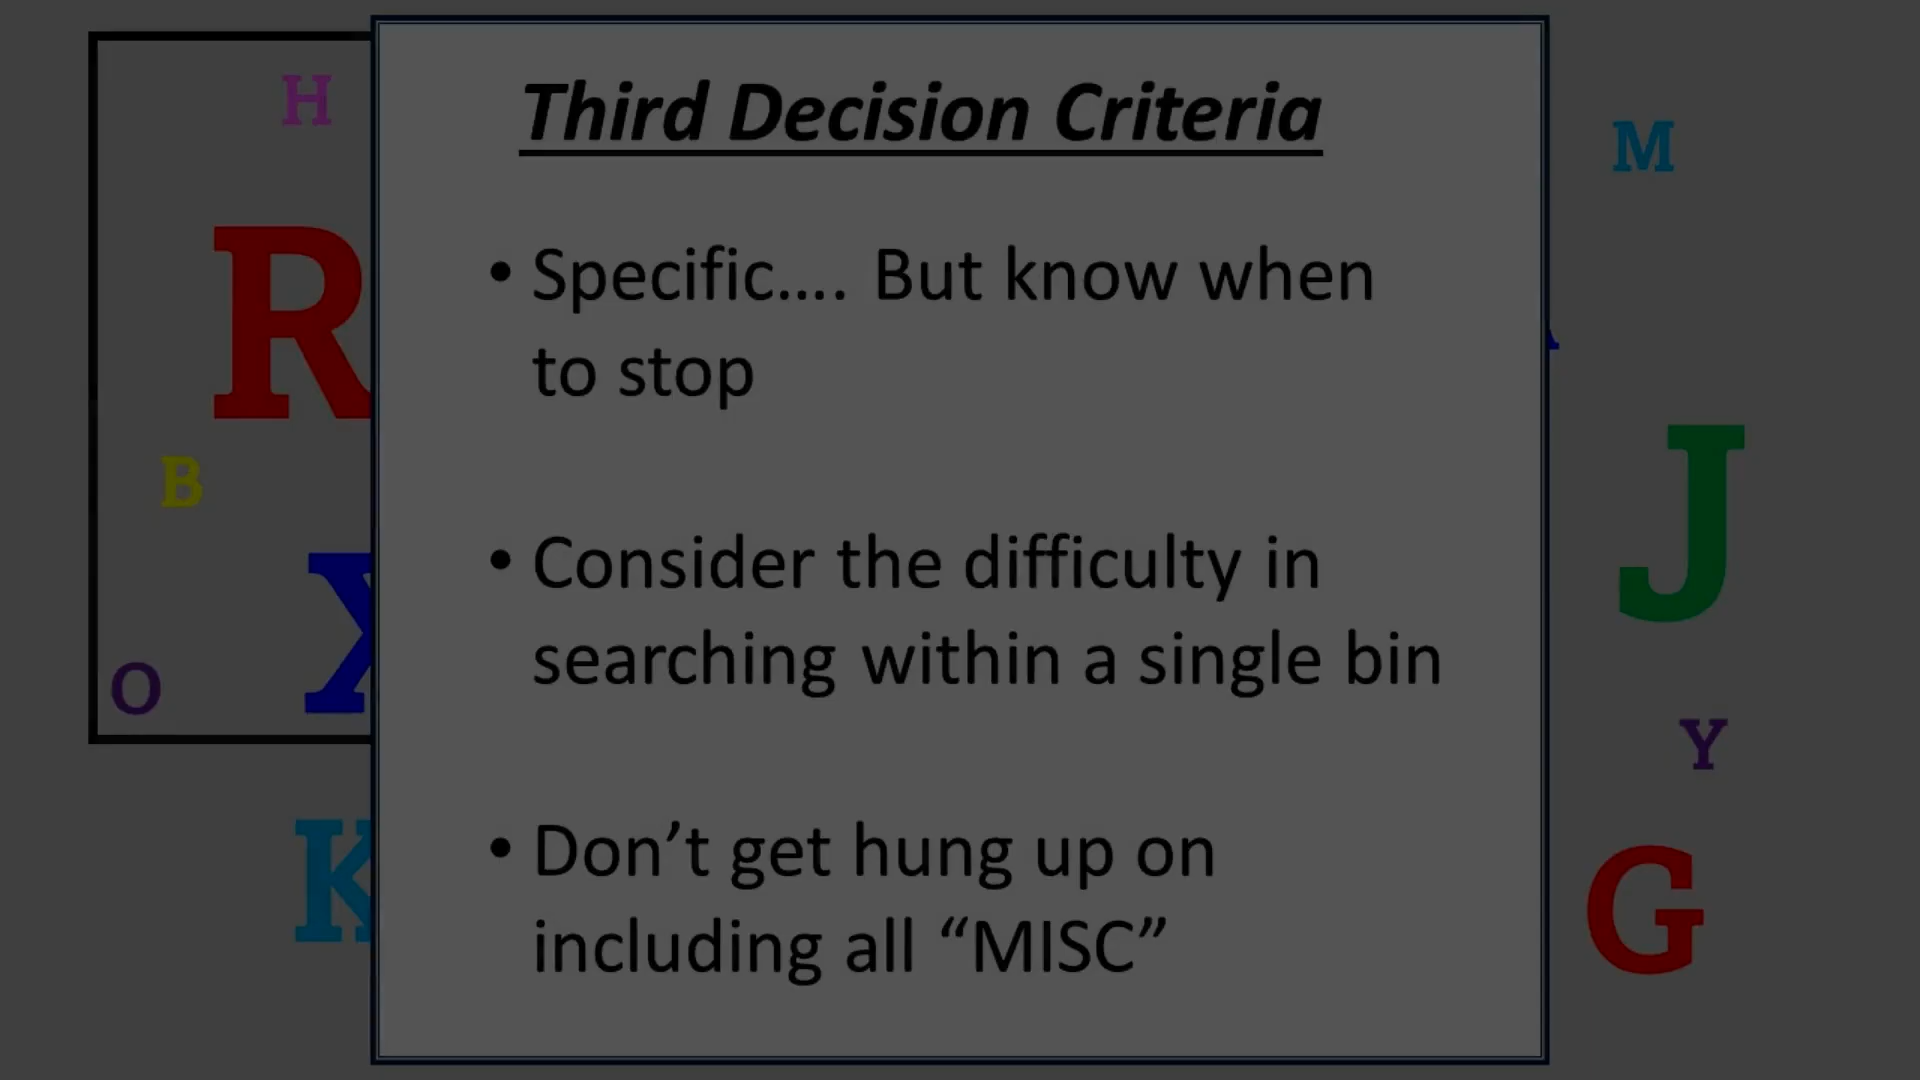 H
M
R
B
X
O
K
J
Y
G
Third Decision Criteria
• Specific.... But know when
to stop
• Consider the difficulty in
searching within a single bin
• Don’t get hung up on
including all “MISC”